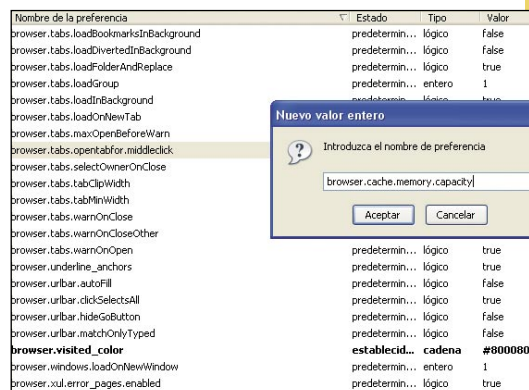 Nombre de la preferencia Estado Tipo Valor
browser.tabs.loadBookmarksInBackground predetermin... lógico false
browser.tabs.loadDivertedInBackground predetermin... lógico false
browser.tabs.loadFolderAndReplace predetermin... lógico true
browser.tabs.loadGroup predetermin... entero 1
browser.tabs.loadInBackground predetermin... lógico true
browser.tabs.loadOnNewTab
browser.tabs.maxOpenBeforeWarn
browser.tabs.opentabfor.middleclick
browser.tabs.selectOwnerOnClose
browser.tabs.tabClipWidth
browser.tabs.tabMinWidth
browser.tabs.warnOnClose
browser.tabs.warnOnCloseOther
Nuevo valor entero
Introduzca el nombre de preferencia
browser.cache.memory.capacity
Aceptar Cancelar
browser.tabs.warnOnOpen predetermin... lógico true
browser.underline_anchors predetermin... lógico true
browser.urlbar.autoFill predetermin... lógico false
browser.urlbar.clickSelectsAll predetermin... lógico true
browser.urlbar.hideGoButton predetermin... lógico false
browser.urlbar.matchOnlyTyped predetermin... lógico false
browser.visited_color establecid... cadena #800080
browser.windows.loadOnNewWindow predetermin... entero 1
browser.xul.error_pages.enabled predetermin... lógico true